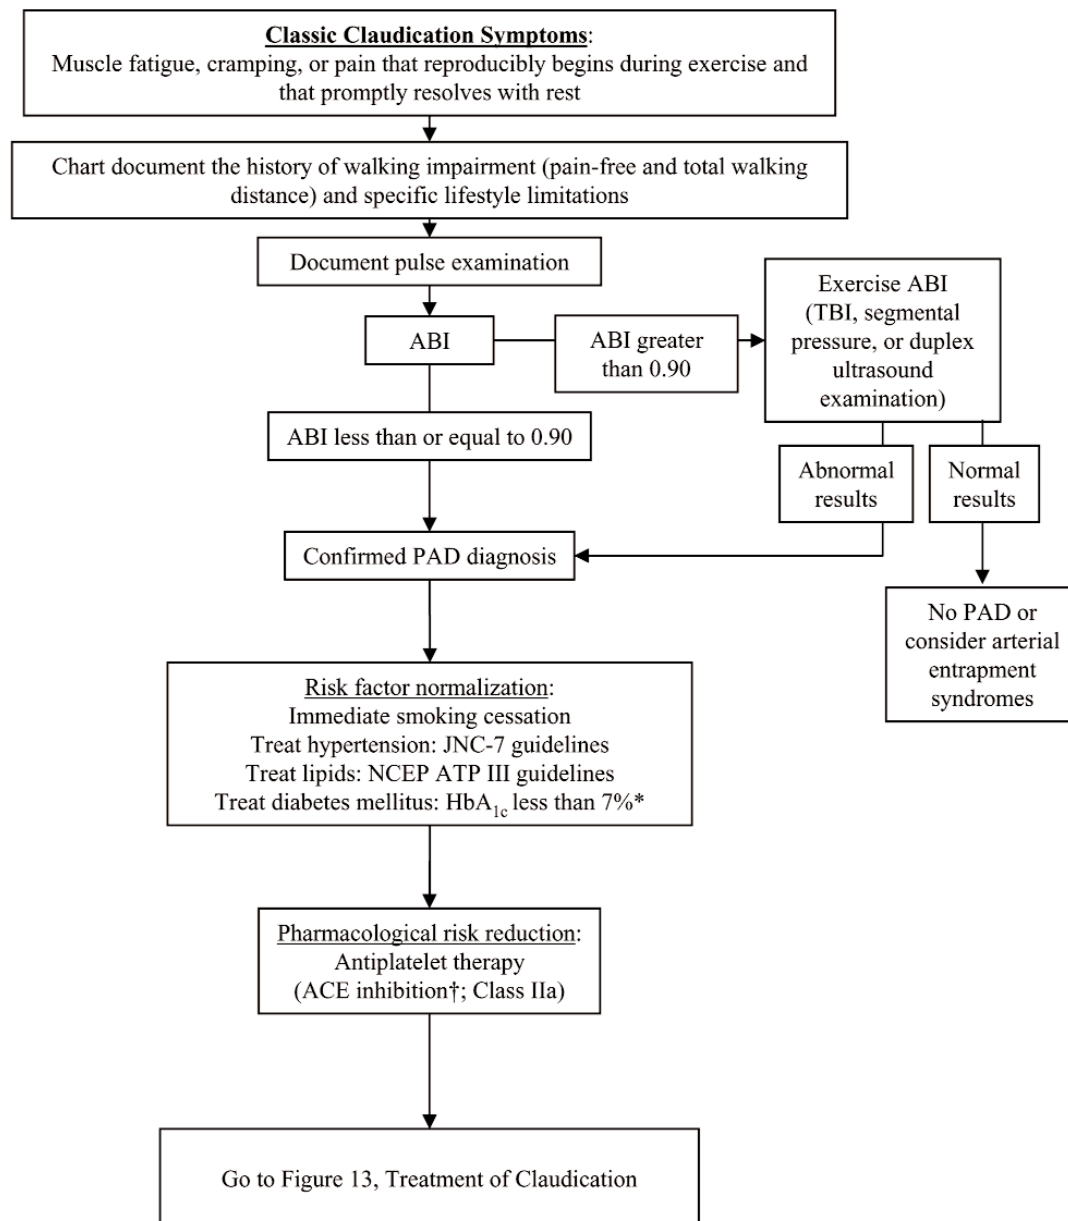 Classic Claudication Symptoms:
Muscle fatigue, cramping, or pain that reproducibly begins during exercise and
that promptly resolves with rest
Chart document the history of walking impairment (pain-free and total walking
distance) and specific lifestyle limitations
Document pulse examination
ABI
ABI greater
than 0.90
Exercise ABI
(TBI, segmental
pressure, or duplex
ultrasound
examination)
ABI less than or equal to 0.90
Abnormal
results
Normal
results
Confirmed PAD diagnosis
No PAD or
consider arterial
entrapment
syndromes
Risk factor normalization:
Immediate smoking cessation
Treat hypertension: JNC-7 guidelines
Treat lipids: NCEP ATP III guidelines
Treat diabetes mellitus: HbA1c less than 7%*
Pharmacological risk reduction:
Antiplatelet therapy
(ACE inhibition†; Class IIa)
Go to Figure 13, Treatment of Claudication